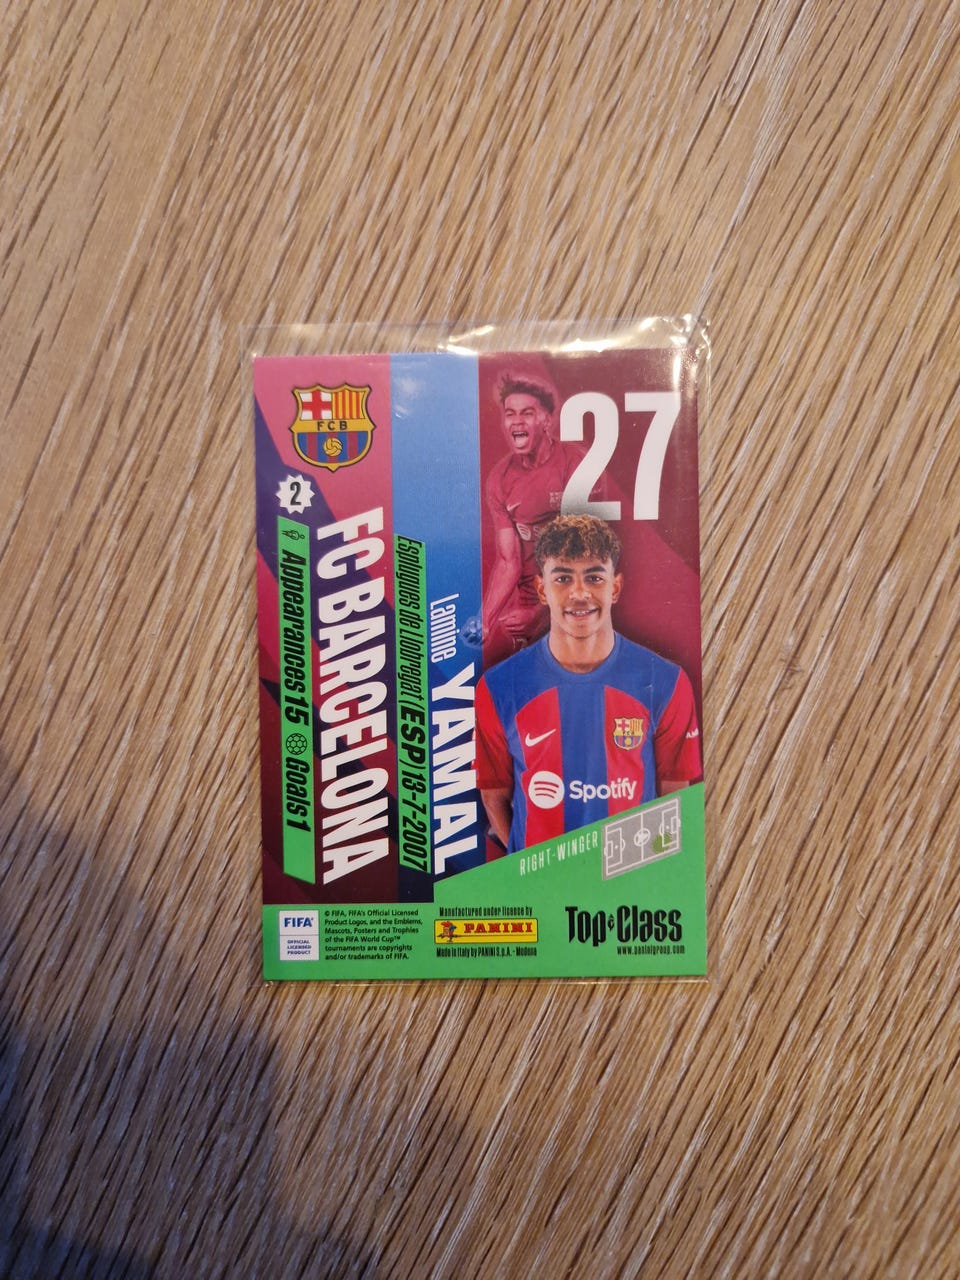 FCB
2
27
Appearances 15 Goals 1
FC BARCELONA
Esplugues de Llobregat (ESP) 13-7-2007
Lamine YAMAL
Spotify
Spotify
RIGHT-WINGER
FIFA®
OFFICIAL
LICENSED
PRODUCT
© FIFA, FIFA's Official Licensed
Product Logos, and the Emblems,
Mascots, Posters and Trophies
of the FIFA World Cup™
tournaments are copyrights
and/or trademarks of FIFA.
Manufactured under licence by
PANINI
Made in Italy by PANINI S.p.A. - Modena
Top Class
www.paninigroup.com